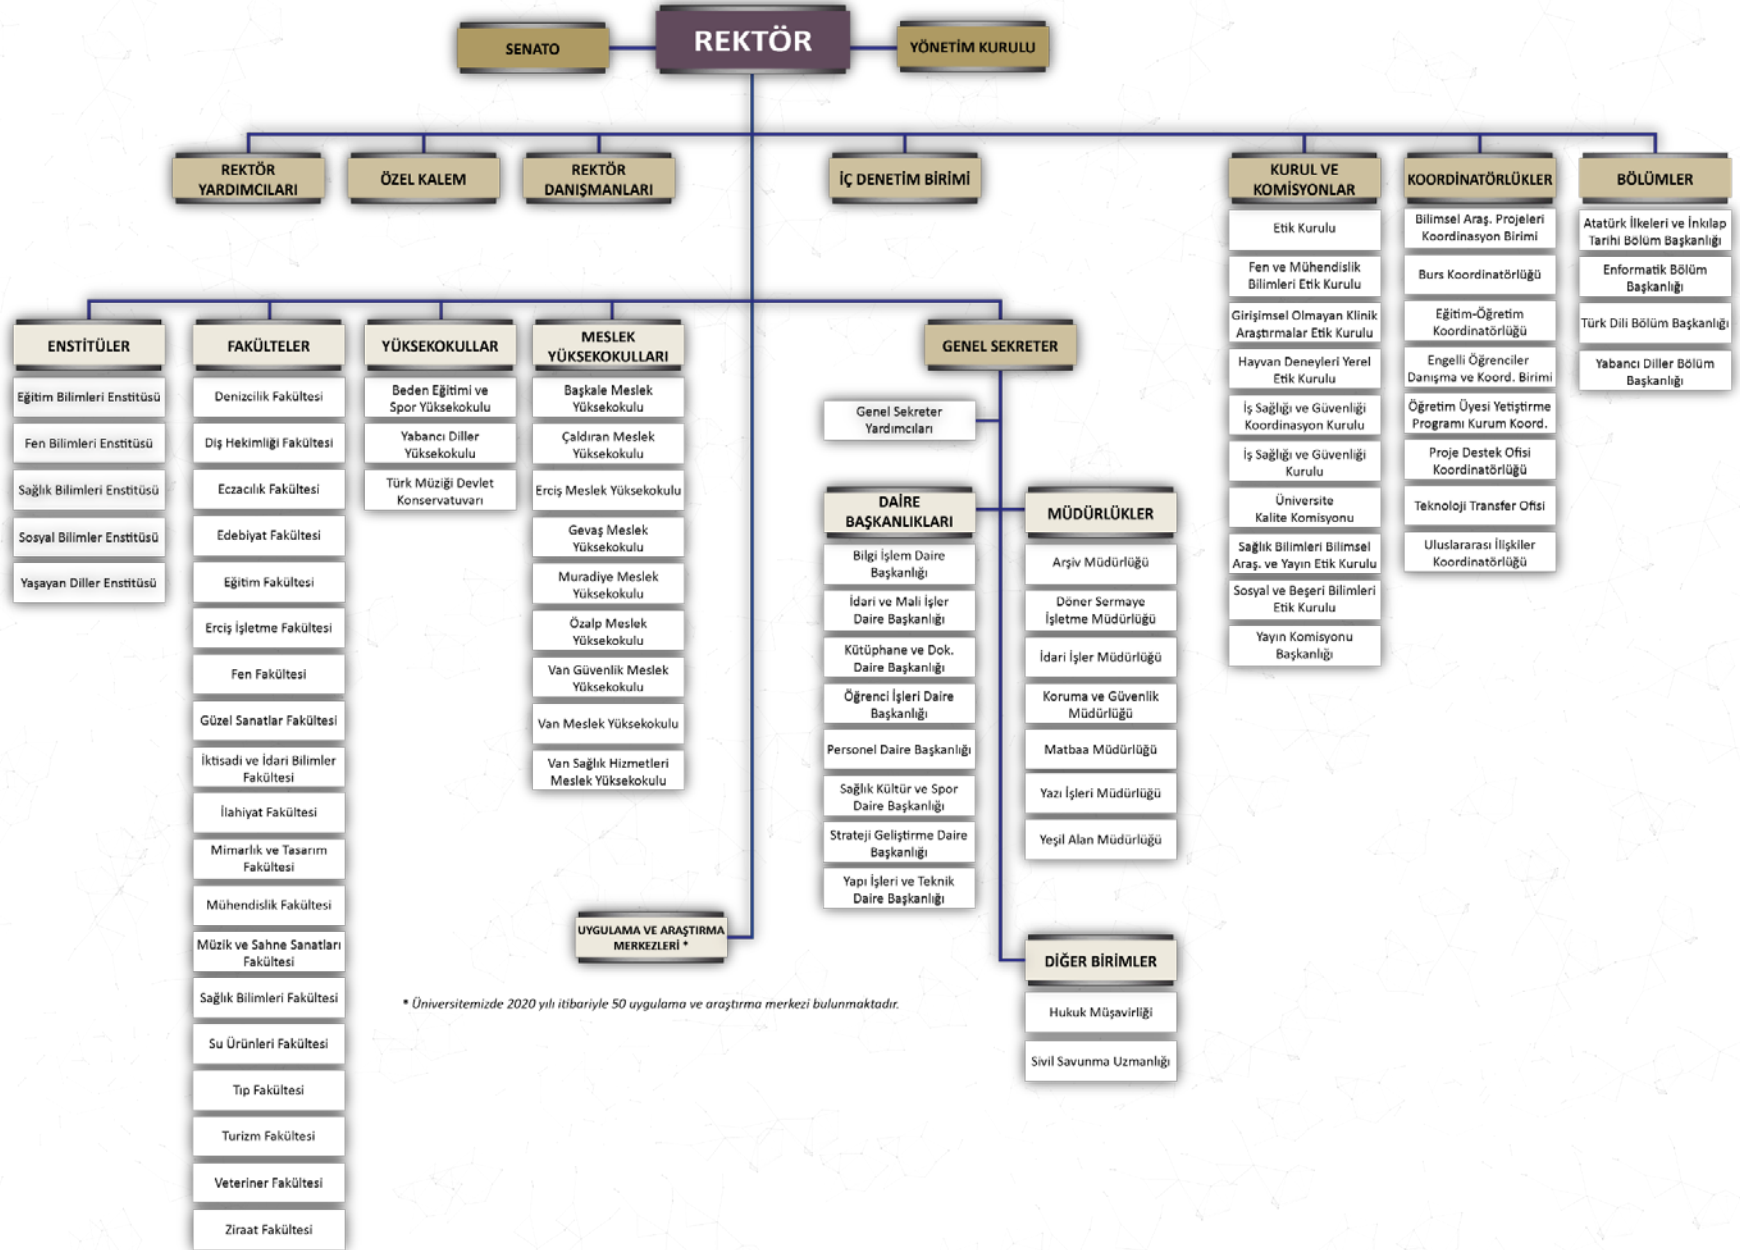 SENATO
REKTÖR
YÖNETİM KURULU
REKTÖR
YARDIMCILARI
ÖZEL KALEM
REKTÖR
DANIŞMANLARI
İÇ DENETİM BİRİMİ
KURUL VE
KOMİSYONLAR
Etik Kurulu
Fen ve Mühendislik
Bilimleri Etik Kurulu
Girişimsel Olmayan Klinik
Araştırmalar Etik Kurulu
Hayvan Deneyleri Yerel
Etik Kurulu
İş Sağlığı ve Güvenliği
Koordinasyon Kurulu
İş Sağlığı ve Güvenliği
Kurulu
Üniversite
Kalite Komisyonu
Sağlık Bilimleri Bilimsel
Araş. ve Yayın Etik Kurulu
Sosyal ve Beşeri Bilimleri
Etik Kurulu
Yayın Komisyonu
Başkanlığı
KOORDİNATÖRLÜKLER
Bilimsel Araş. Projeleri
Koordinasyon Birimi
Burs Koordinatörlüğü
Eğitim-Öğretim
Koordinatörlüğü
Engelli Öğrenciler
Danışma ve Koord. Birimi
Öğretim Üyesi Yetiştirme
Programı Kurum Koord.
Proje Destek Ofisi
Koordinatörlüğü
Teknoloji Transfer Ofisi
Uluslararası İlişkiler
Koordinatörlüğü
BÖLÜMLER
Atatürk İlkeleri ve İnkılap
Tarihi Bölüm Başkanlığı
Enformatik Bölüm
Başkanlığı
Türk Dili Bölüm Başkanlığı
Yabancı Diller Bölüm
Başkanlığı
ENSTİTÜLER
Eğitim Bilimleri Enstitüsü
Fen Bilimleri Enstitüsü
Sağlık Bilimleri Enstitüsü
Sosyal Bilimler Enstitüsü
Yaşayan Diller Enstitüsü
FAKÜLTELER
Denizcilik Fakültesi
Diş Hekimliği Fakültesi
Eczacılık Fakültesi
Edebiyat Fakültesi
Eğitim Fakültesi
Erciş İşletme Fakültesi
Fen Fakültesi
Güzel Sanatlar Fakültesi
İktisadi ve İdari Bilimler
Fakültesi
İlahiyat Fakültesi
Mimarlık ve Tasarım
Fakültesi
Mühendislik Fakültesi
Müzik ve Sahne Sanatları
Fakültesi
Sağlık Bilimleri Fakültesi
Su Ürünleri Fakültesi
Tıp Fakültesi
Turizm Fakültesi
Veteriner Fakültesi
Ziraat Fakültesi
YÜKSEKOKULLAR
Beden Eğitimi ve
Spor Yüksekokulu
Yabancı Diller
Yüksekokulu
Türk Müziği Devlet
Konservatuvarı
MESLEK
YÜKSEKOKULLARI
Başkale Meslek
Yüksekokulu
Çaldıran Meslek
Yüksekokulu
Erciş Meslek Yüksekokulu
Gevaş Meslek
Yüksekokulu
Muradiye Meslek
Yüksekokulu
Özalp Meslek
Yüksekokulu
Van Güvenlik Meslek
Yüksekokulu
Van Meslek Yüksekokulu
Van Sağlık Hizmetleri
Meslek Yüksekokulu
GENEL SEKRETER
Genel Sekreter
Yardımcıları
DAİRE
BAŞKANLIKLARI
Bilgi İşlem Daire
Başkanlığı
İdari ve Mali İşler
Daire Başkanlığı
Kütüphane ve Dok.
Daire Başkanlığı
Öğrenci İşleri Daire
Başkanlığı
Personel Daire Başkanlığı
Sağlık Kültür ve Spor
Daire Başkanlığı
Strateji Geliştirme Daire
Başkanlığı
Yapı İşleri ve Teknik
Daire Başkanlığı
MÜDÜRLÜKLER
Arşiv Müdürlüğü
Döner Sermaye
İşletme Müdürlüğü
İdari İşler Müdürlüğü
Koruma ve Güvenlik
Müdürlüğü
Matbaa Müdürlüğü
Yazı İşleri Müdürlüğü
Yeşil Alan Müdürlüğü
UYGULAMA VE ARAŞTIRMA
MERKEZLERİ *
DİĞER BİRİMLER
Hukuk Müşavirliği
Sivil Savunma Uzmanlığı
* Üniversitemizde 2020 yılı itibariyle 50 uygulama ve araştırma merkezi bulunmaktadır.